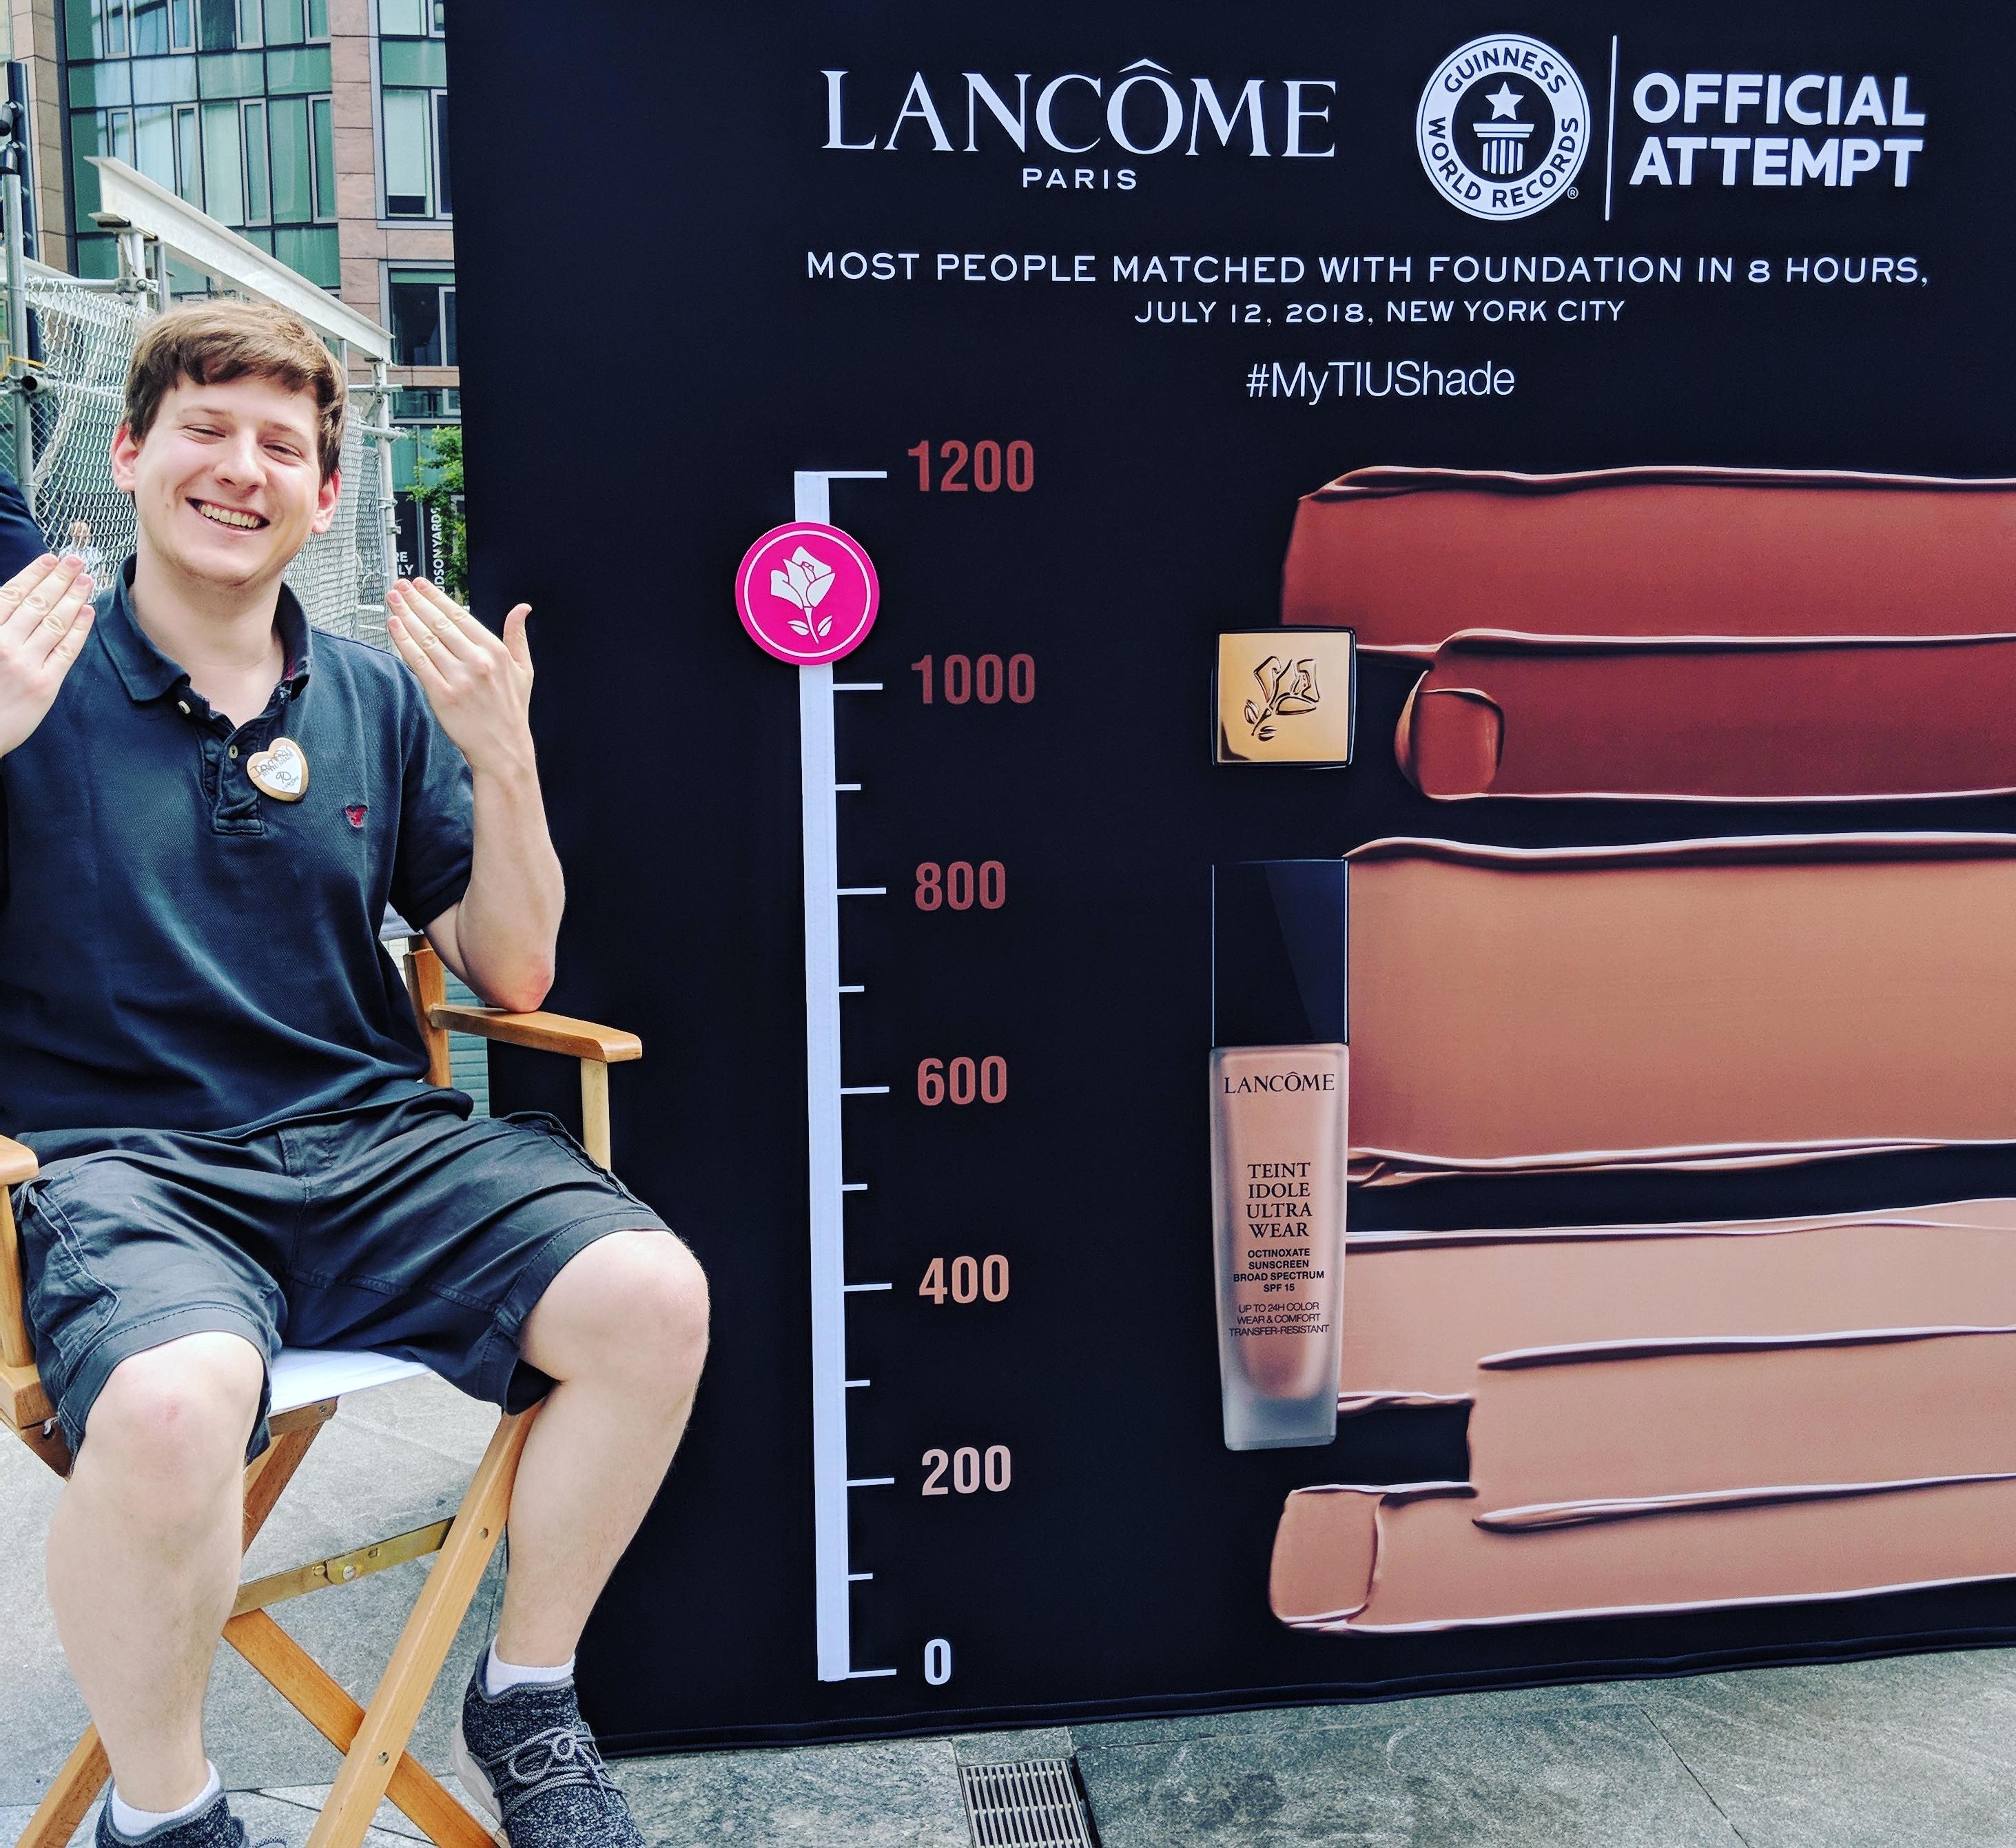 LANCÔME
PARIS
GUINNESS
WORLD RECORDS
®
OFFICIAL
ATTEMPT
MOST PEOPLE MATCHED WITH FOUNDATION IN 8 HOURS,
JULY 12, 2018, NEW YORK CITY
#MyTIUShade
1200
1000
800
600
400
200
0
LANCÔME
TEINT
IDOLE
ULTRA
WEAR
OCTINOXATE
SUNSCREEN
BROAD SPECTRUM
SPF 15
UP TO 24H COLOR
WEAR & COMFORT
TRANSFER-RESISTANT
90